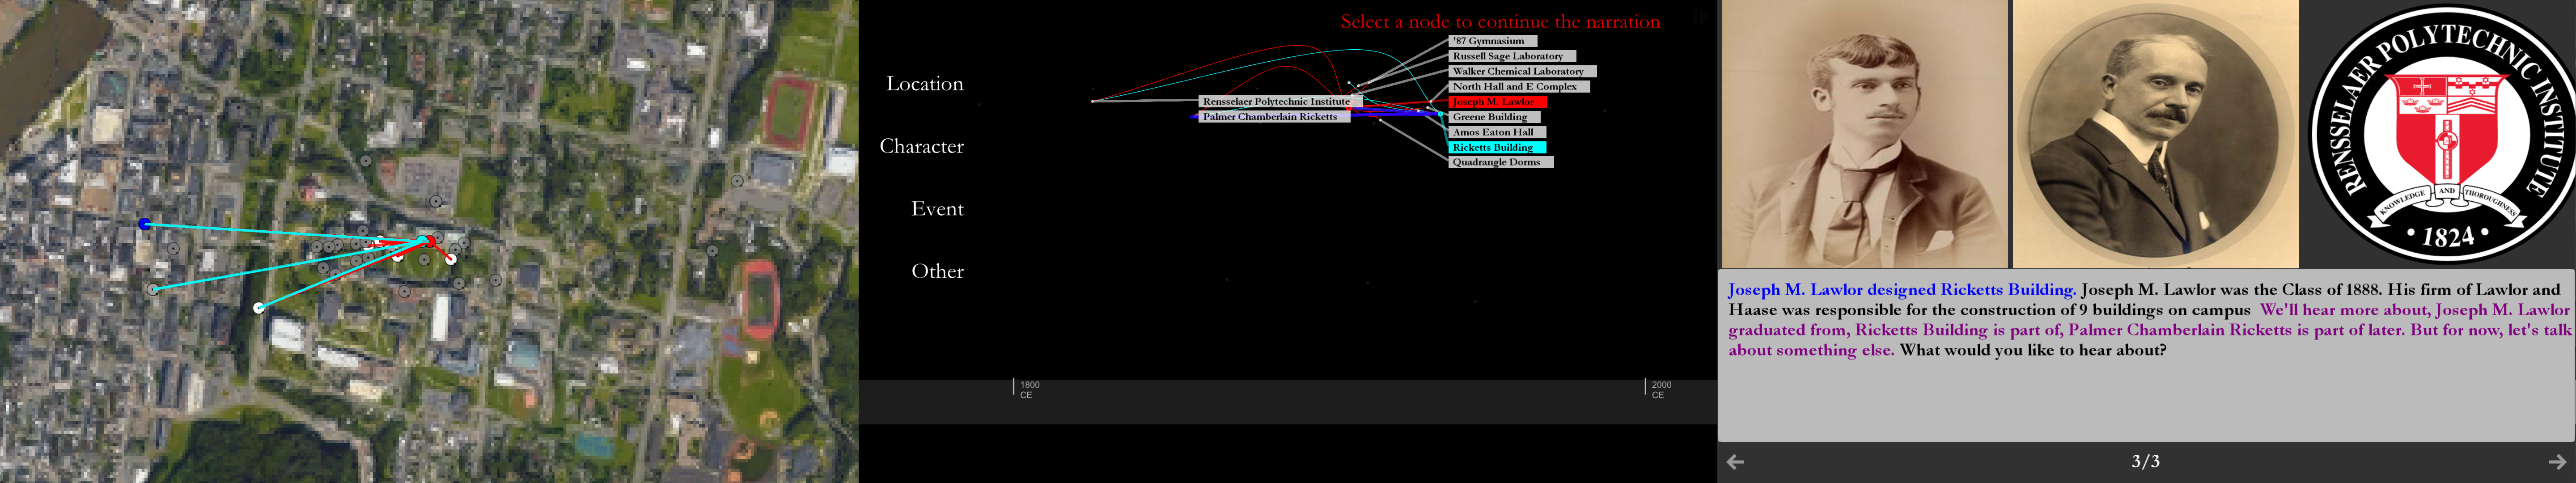 Select a node to continue the narration
Location
Character
Event
Other
'87 Gymnasium
Russell Sage Laboratory
Walker Chemical Laboratory
North Hall and E Complex
Rensselaer Polytechnic Institute
Joseph M. Lawlor
Palmer Chamberlain Ricketts
Greene Building
Amos Eaton Hall
Ricketts Building
Quadrangle Dorms
1800
CE
2000
CE
RENSSELAER POLYTECHNIC INSTITUTE
KNOWLEDGE AND THOROUGHNESS
• 1824 •
Joseph M. Lawlor designed Ricketts Building. Joseph M. Lawlor was the Class of 1888. His firm of Lawlor and
Haase was responsible for the construction of 9 buildings on campus We'll hear more about, Joseph M. Lawlor
graduated from, Ricketts Building is part of, Palmer Chamberlain Ricketts is part of later. But for now, let's talk
about something else. What would you like to hear about?
3/3